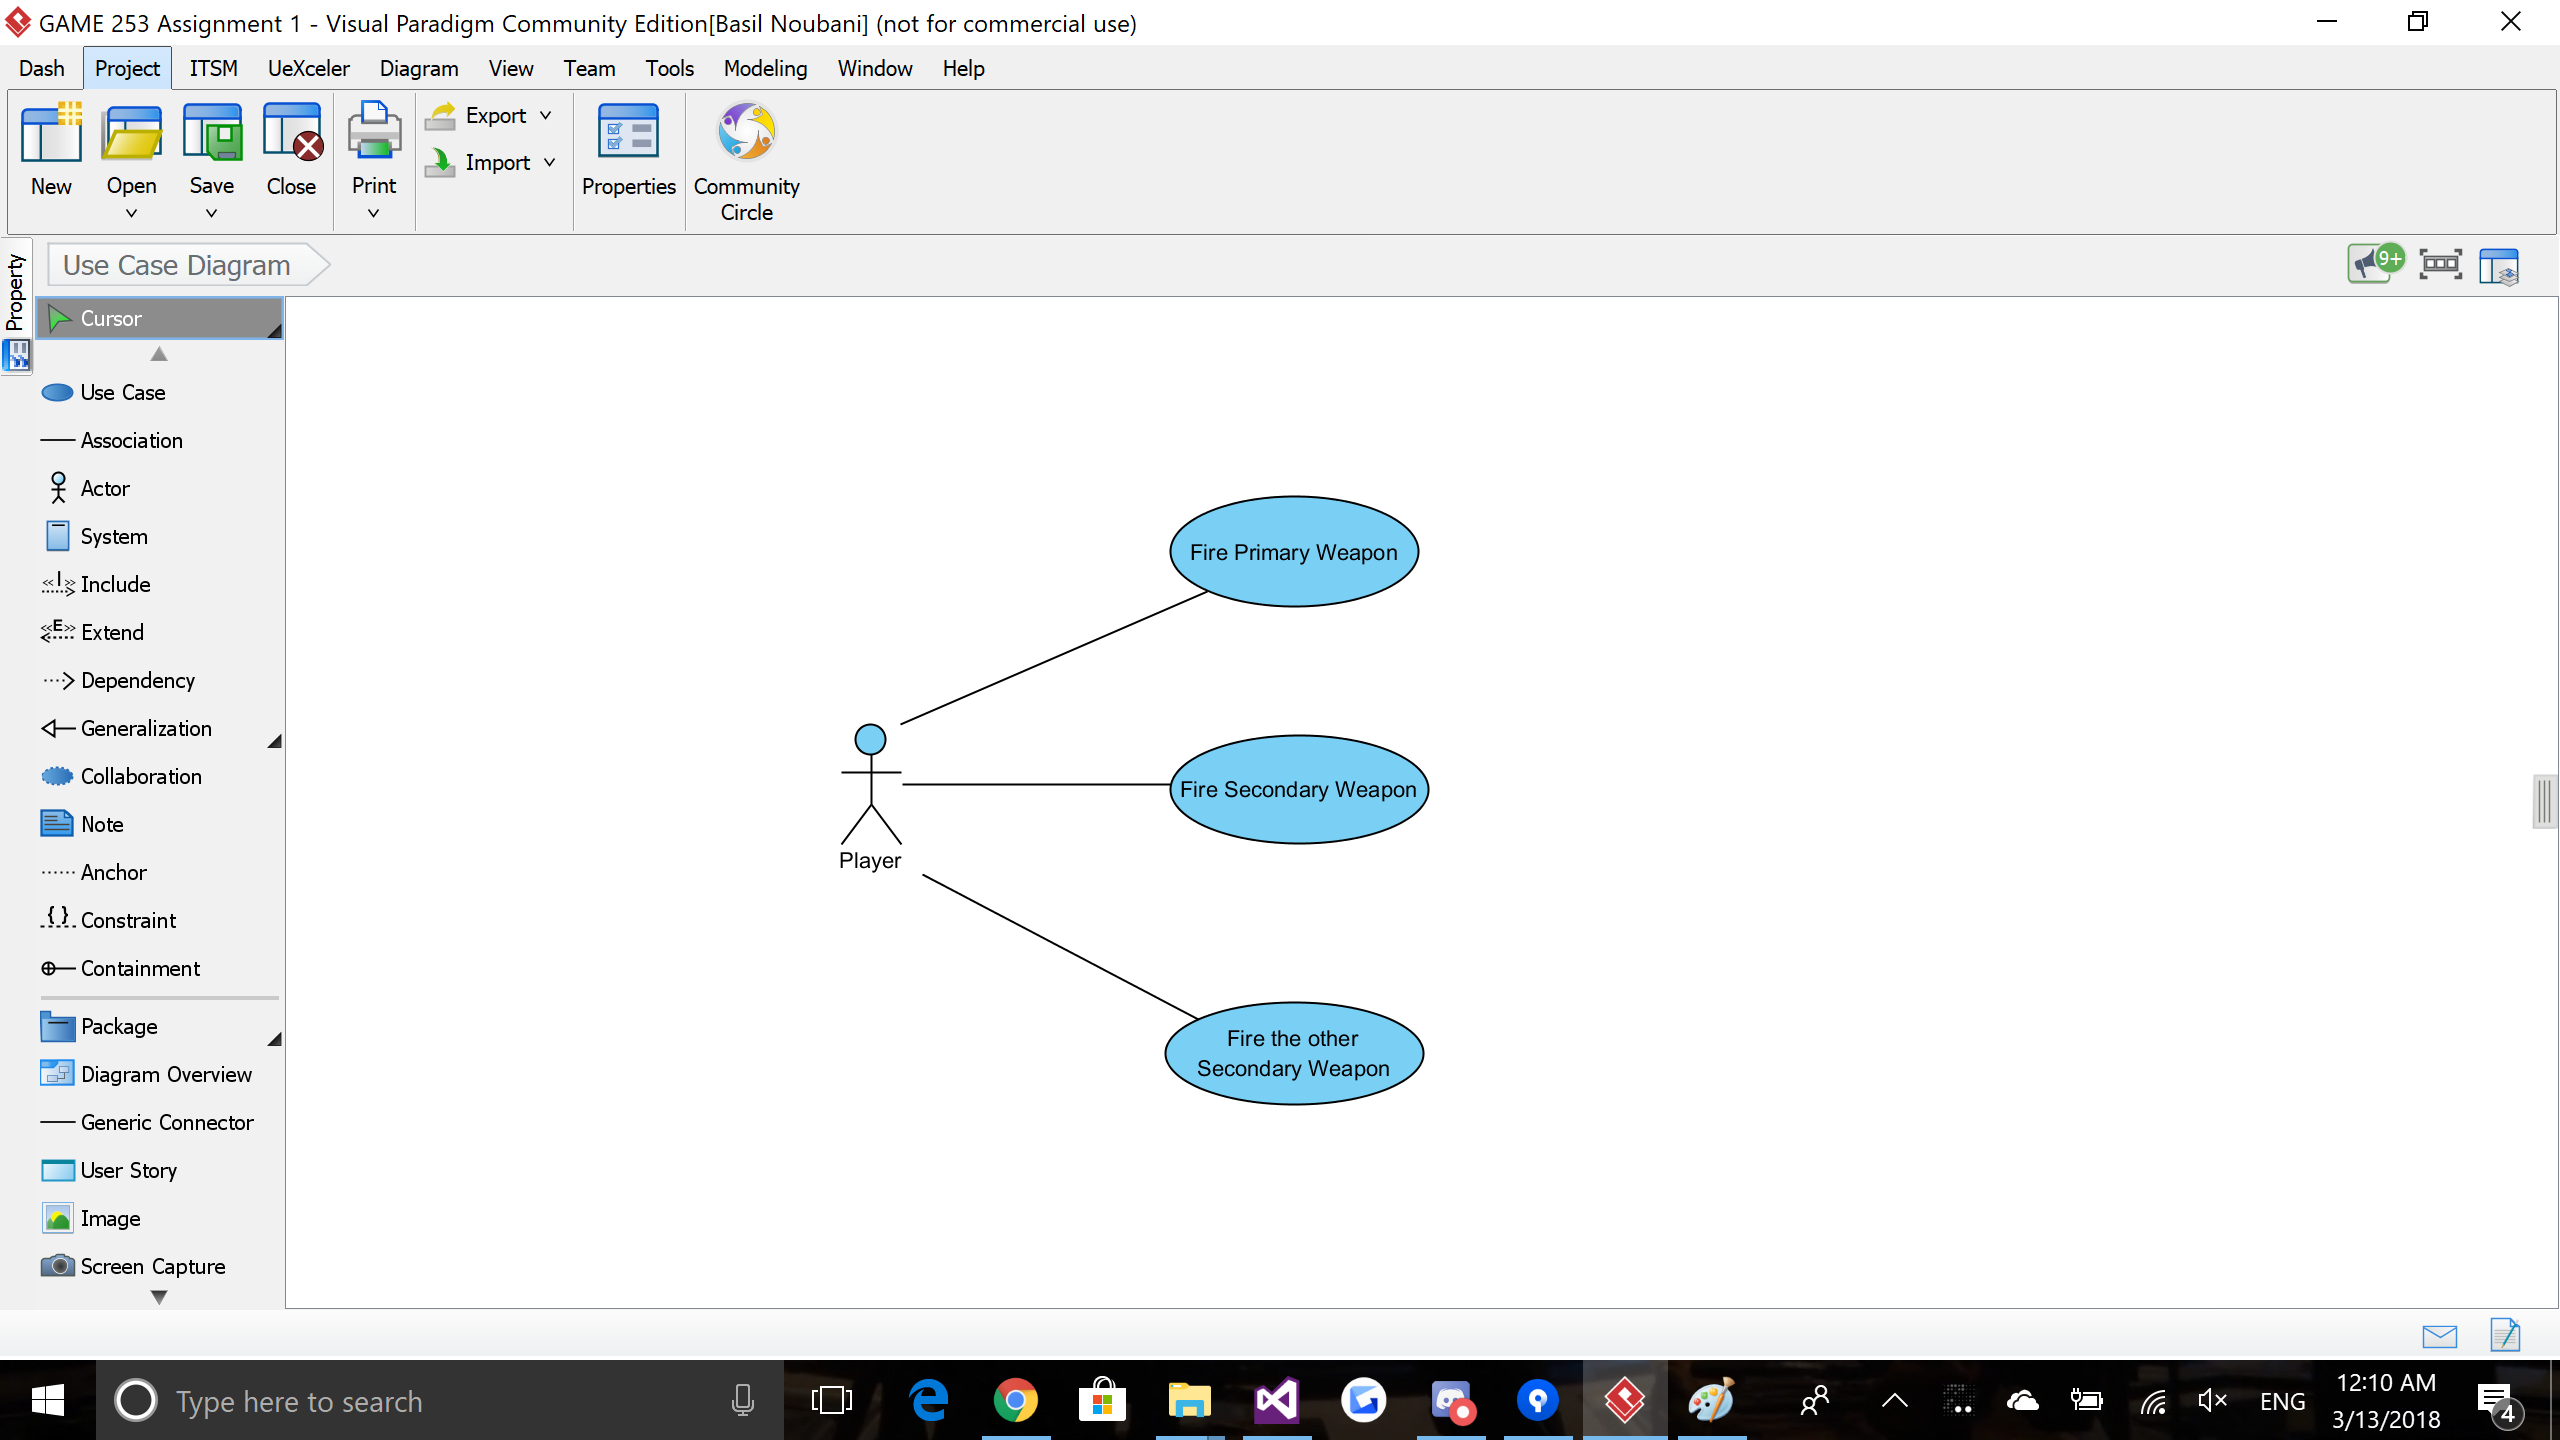 GAME 253 Assignment 1 - Visual Paradigm Community Edition[Basil Noubani] (not for commercial use)
Dash Project ITSM UeXceler Diagram View Team Tools Modeling Window Help
New Open Save Close Print Export Import Properties Community Circle
Property
Use Case Diagram
9+
Cursor
Use Case
Association
Actor
System
<<I>> Include
<<E>> Extend
Dependency
Generalization
Collaboration
Note
Anchor
{} Constraint
Containment
Package
Diagram Overview
Generic Connector
User Story
Image
Screen Capture
Fire Primary Weapon
Fire Secondary Weapon
Player
Fire the other
Secondary Weapon
Type here to search
ENG
12:10 AM
3/13/2018
4